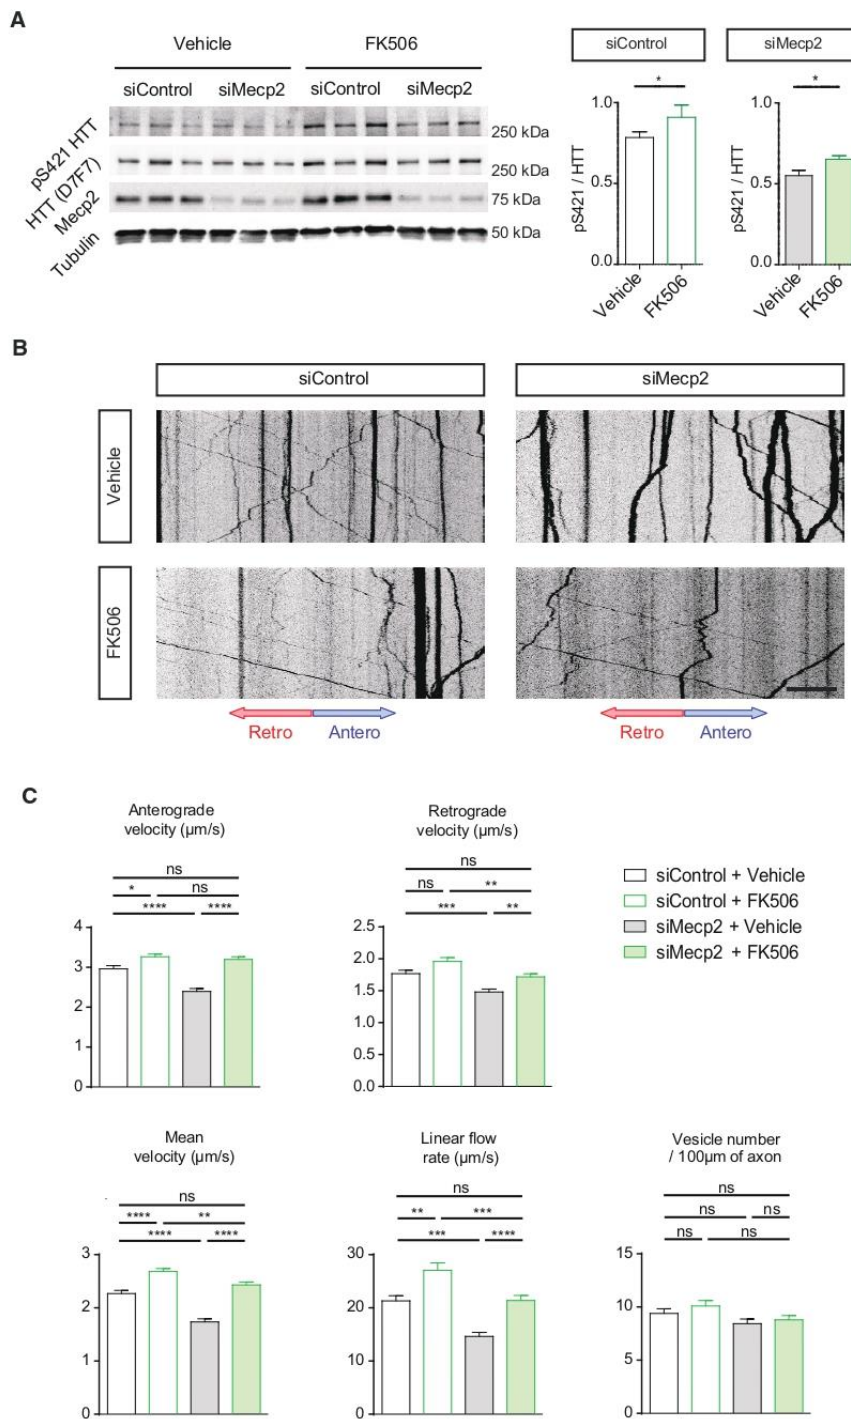 A
Vehicle FK506
siControl siMecp2 siControl siMecp2
pS421 HTT 250 kDa
HTT (D7F7) 250 kDa
Mecp2 75 kDa
Tubulin 50 kDa
siControl siMecp2
* *
pS421 / HTT pS421 / HTT
1.0 1.0
0.5 0.5
0.0 0.0
Vehicle FK506 Vehicle FK506
B
siControl siMecp2
Vehicle
FK506
Retro Antero Retro Antero
C
Anterograde
velocity (µm/s)
ns
* ns
**** ****
4
3
2
1
0
Retrograde
velocity (µm/s)
ns
ns **
*** **
2.5
2.0
1.5
1.0
0.5
0.0
siControl + Vehicle
siControl + FK506
siMecp2 + Vehicle
siMecp2 + FK506
Mean
velocity (µm/s)
ns
**** **
**** ****
3
2
1
0
Linear flow
rate (µm/s)
ns
** ***
*** ****
30
20
10
0
Vesicle number
/ 100µm of axon
ns
ns ns
ns ns
15
10
5
0